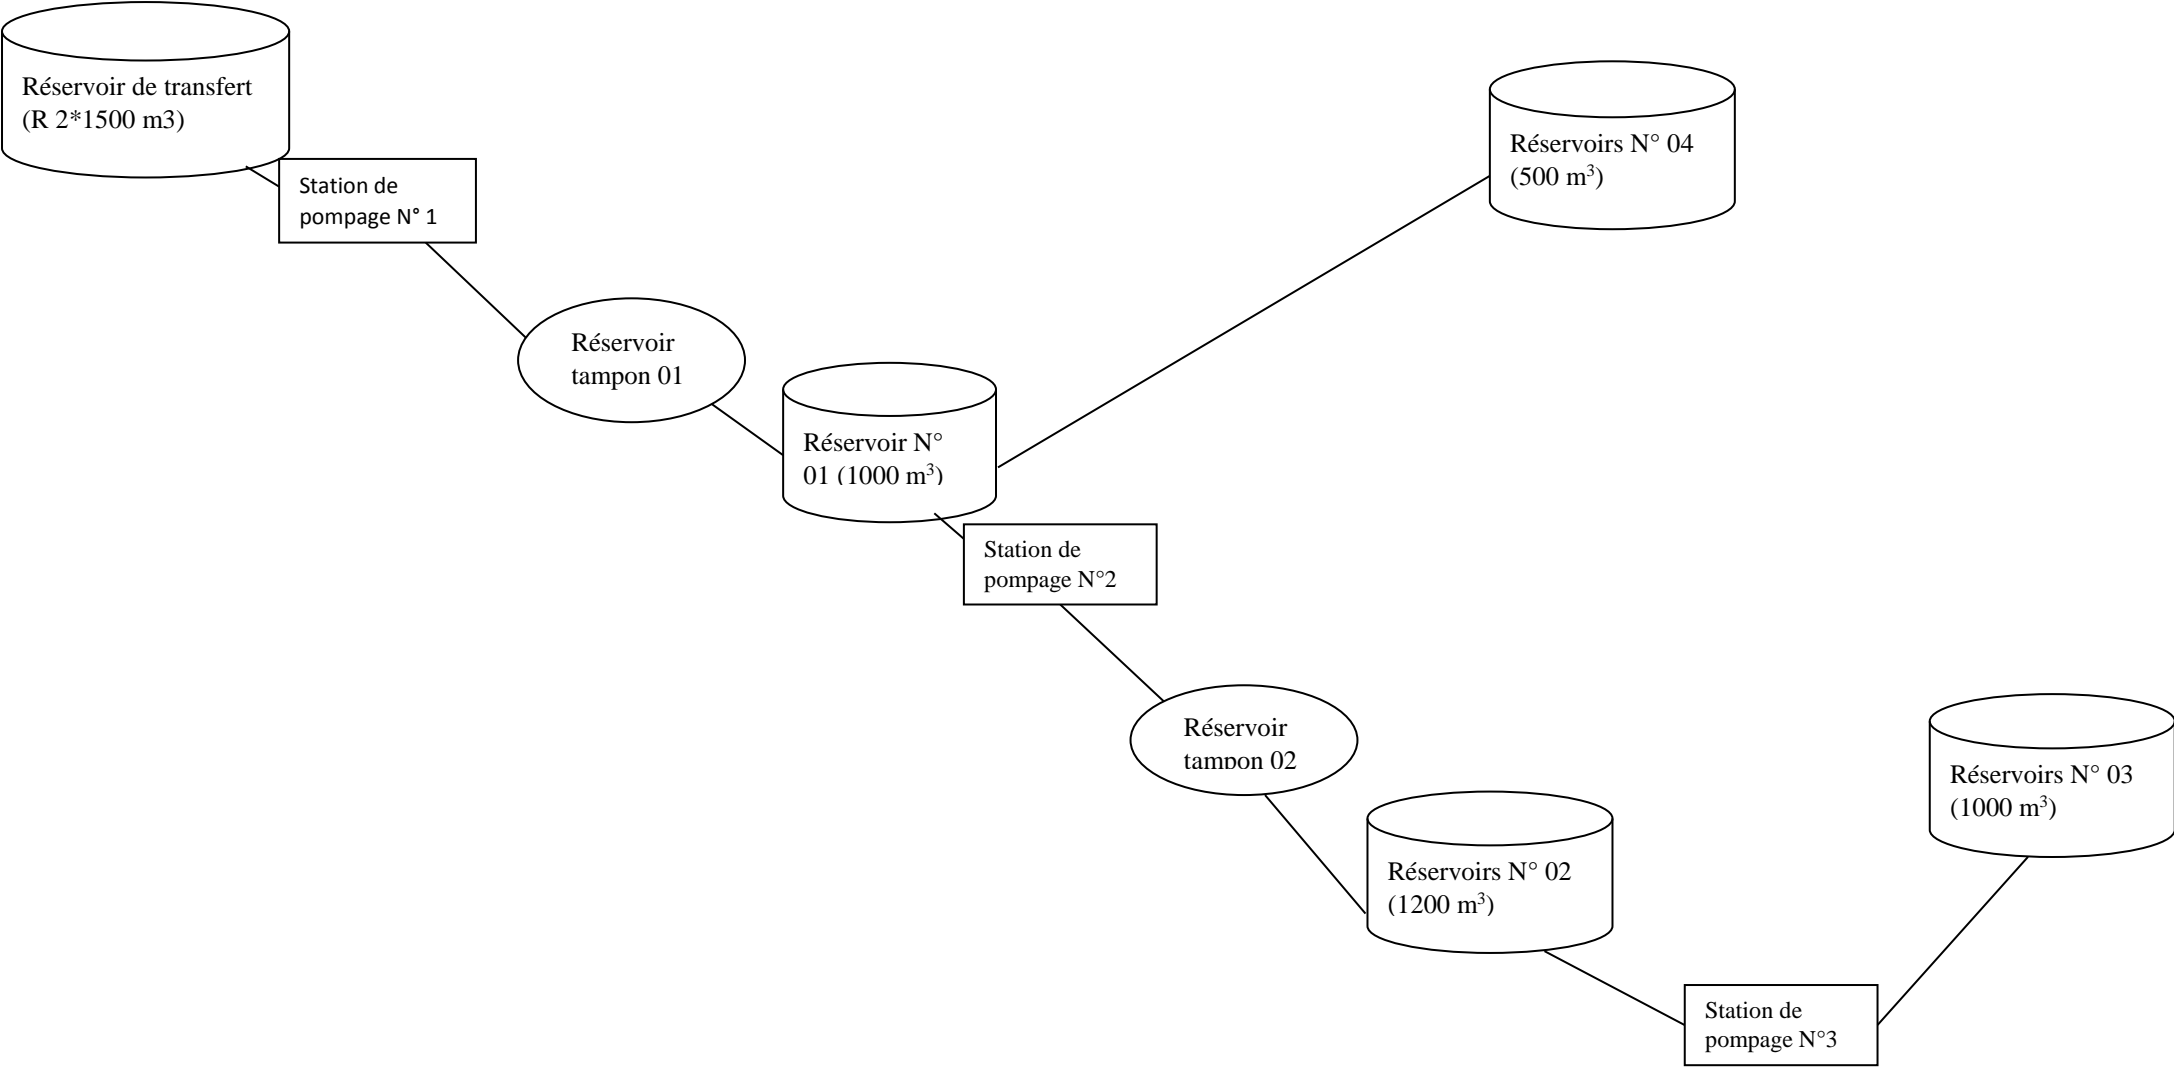 Réservoir de transfert
(R 2*1500 m3)
Réservoirs N° 04
(500 m³)
Station de
pompage N° 1
Réservoir
tampon 01
Réservoir N°
01 (1000 m³)
Station de
pompage N°2
Réservoir
tampon 02
Réservoirs N° 03
(1000 m³)
Réservoirs N° 02
(1200 m³)
Station de
pompage N°3